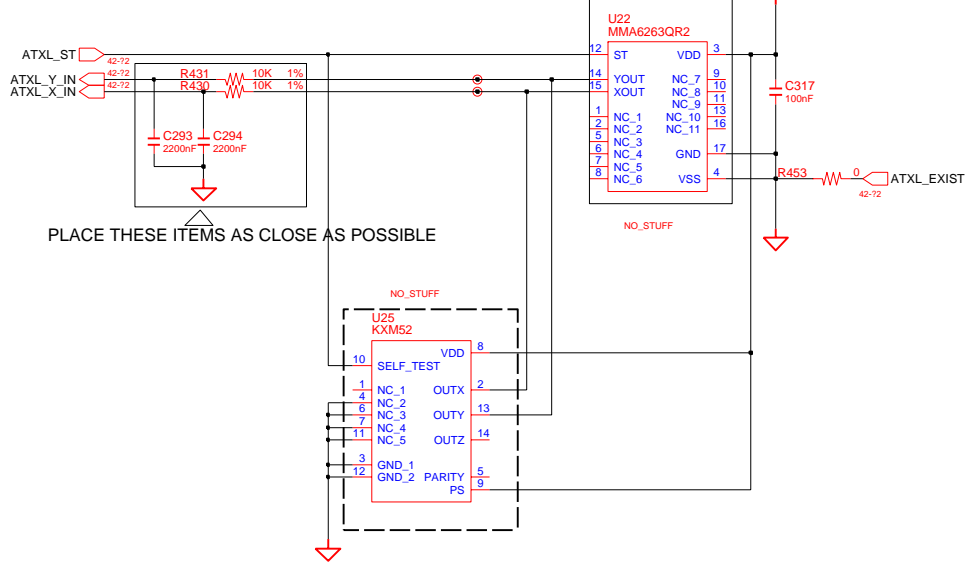 U22
MMA6263QR2
ATXL_ST
42-?2
12 ST VDD 3
ATXL_Y_IN
42-?2
R431 10K 1%
14 YOUT NC_7 9
ATXL_X_IN
42-?2
R430 10K 1%
15 XOUT NC_8 10
NC_9 11
1 NC_1 NC_10 13
2 NC_2 NC_11 16
5 NC_3
6 NC_4 GND 17
7 NC_5
8 NC_6 VSS 4
C317
100nF
C293
2200nF
C294
2200nF
R453 0
ATXL_EXIST
42-?2
NO_STUFF
PLACE THESE ITEMS AS CLOSE AS POSSIBLE
NO_STUFF
U25
KXM52
VDD 8
10 SELF_TEST
1 NC_1 OUTX 2
4 NC_2
6 NC_3 OUTY 13
7 NC_4
11 NC_5 OUTZ 14
3 GND_1
12 GND_2 PARITY 5
PS 9